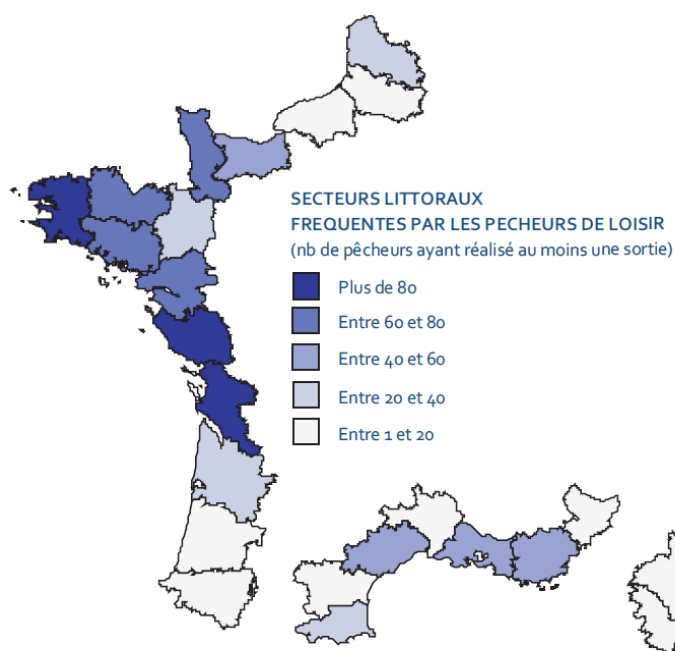 SECTEURS LITTORAUX
FREQUENTES PAR LES PECHEURS DE LOISIR
(nb de pêcheurs ayant réalisé au moins une sortie)
Plus de 80
Entre 60 et 80
Entre 40 et 60
Entre 20 et 40
Entre 1 et 20